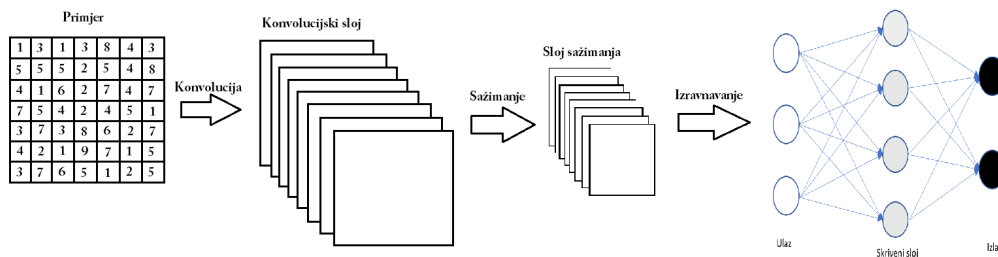 Primjer
1 3 1 3 8 4 3
5 5 5 2 5 4 8
4 1 6 2 7 4 7
7 5 4 2 4 5 1
3 7 3 8 6 2 7
4 2 1 9 7 1 5
3 7 6 5 1 2 5
Konvolucija
Konvolucijski sloj
Sažimanje
Sloj sažimanja
Izravnavanje
Ulaz
Skriveni sloj
Izla